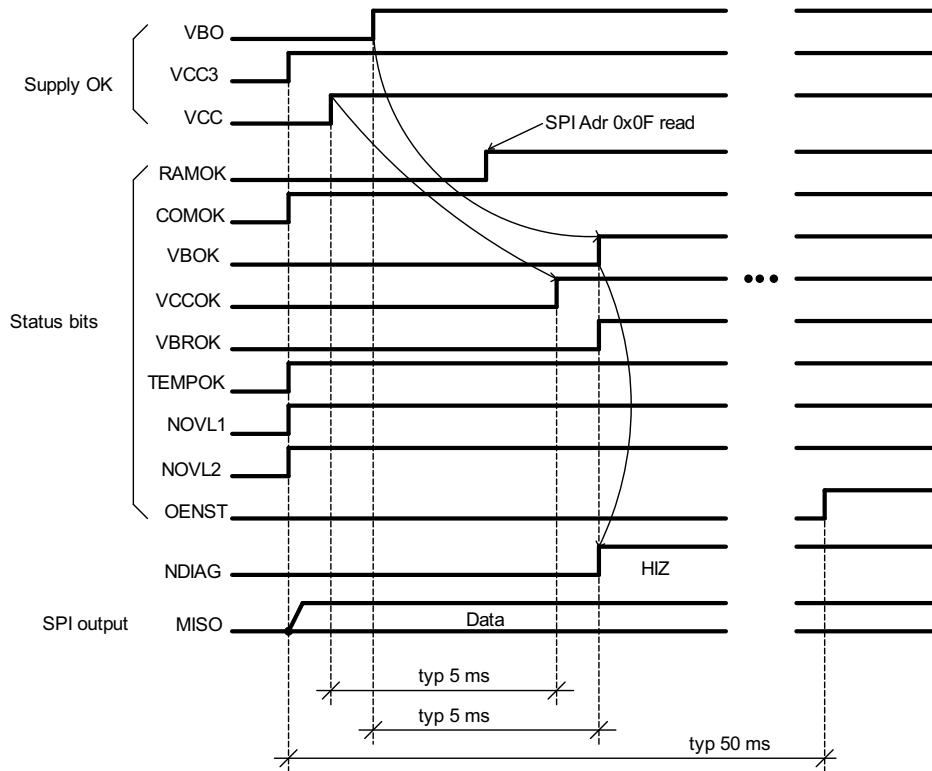 VBO
Supply OK
VCC3
VCC
SPI Adr 0x0F read
RAMOK
COMOK
VBOK
VCCOK
Status bits
VBROK
TEMPOK
NOVL1
NOVL2
OENST
NDIAG
HIZ
SPI output
MISO
Data
typ 5 ms
typ 5 ms
typ 50 ms